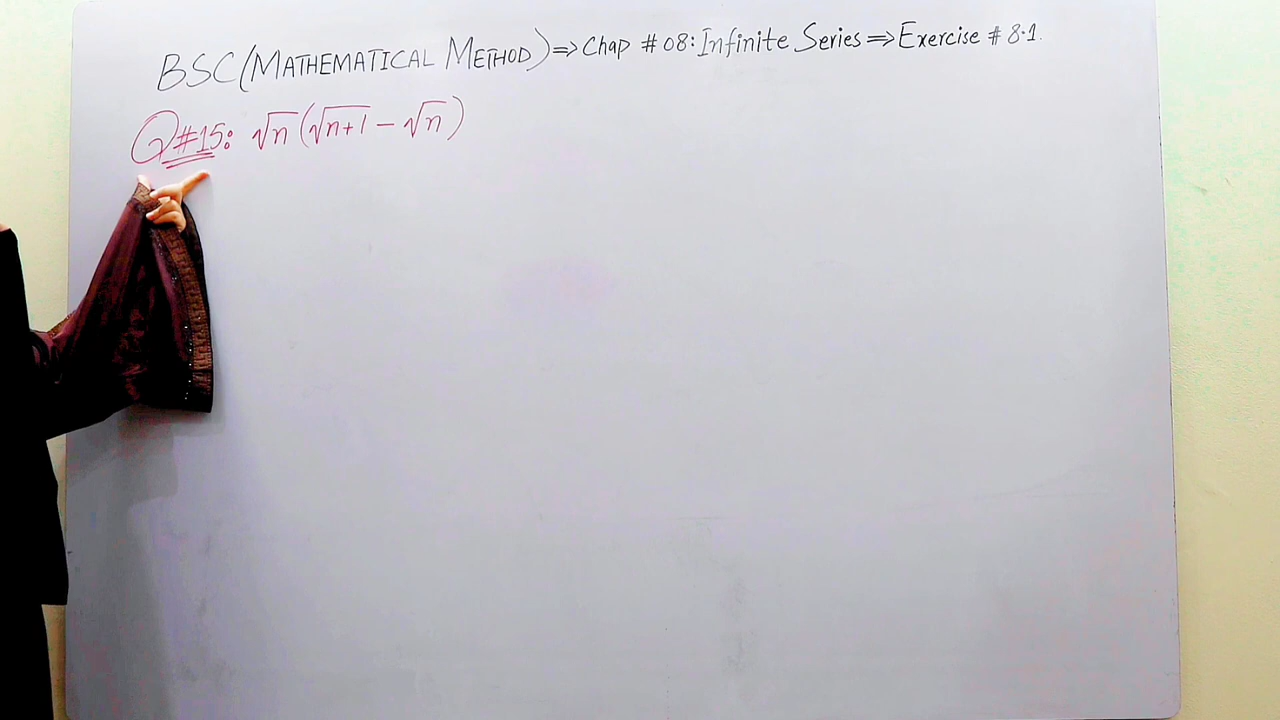 BSC (MATHEMATICAL METHOD) ⇒ Chap # 08: Infinite Series ⇒ Exercise # 8.1.
Q#15: √n (√n+1 − √n)